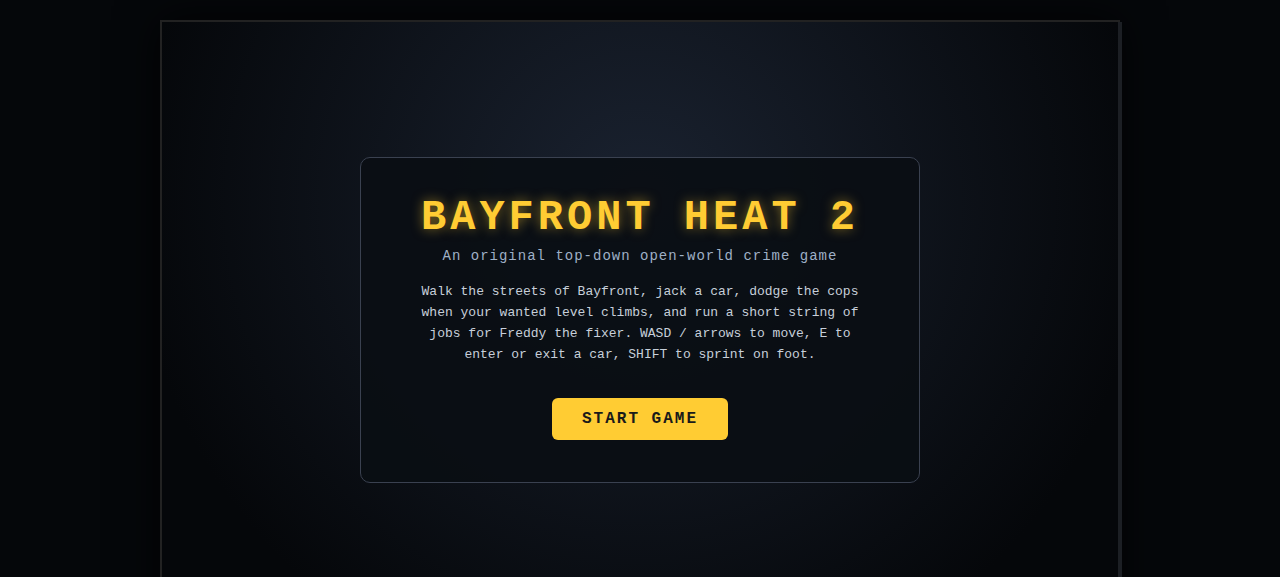 BAYFRONT HEAT 2
An original top-down open-world crime game
Walk the streets of Bayfront, jack a car, dodge the cops
when your wanted level climbs, and run a short string of
jobs for Freddy the fixer. WASD / arrows to move, E to
enter or exit a car, SHIFT to sprint on foot.
START GAME